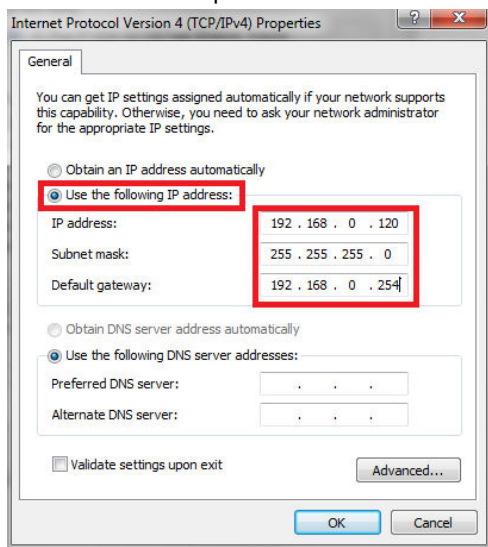 Internet Protocol Version 4 (TCP/IPv4) Properties
? X
General
You can get IP settings assigned automatically if your network supports
this capability. Otherwise, you need to ask your network administrator
for the appropriate IP settings.
Obtain an IP address automatically
Use the following IP address:
IP address: 192 . 168 . 0 . 120
Subnet mask: 255 . 255 . 255 . 0
Default gateway: 192 . 168 . 0 . 254
Obtain DNS server address automatically
Use the following DNS server addresses:
Preferred DNS server: . . .
Alternate DNS server: . . .
Validate settings upon exit
Advanced...
OK Cancel